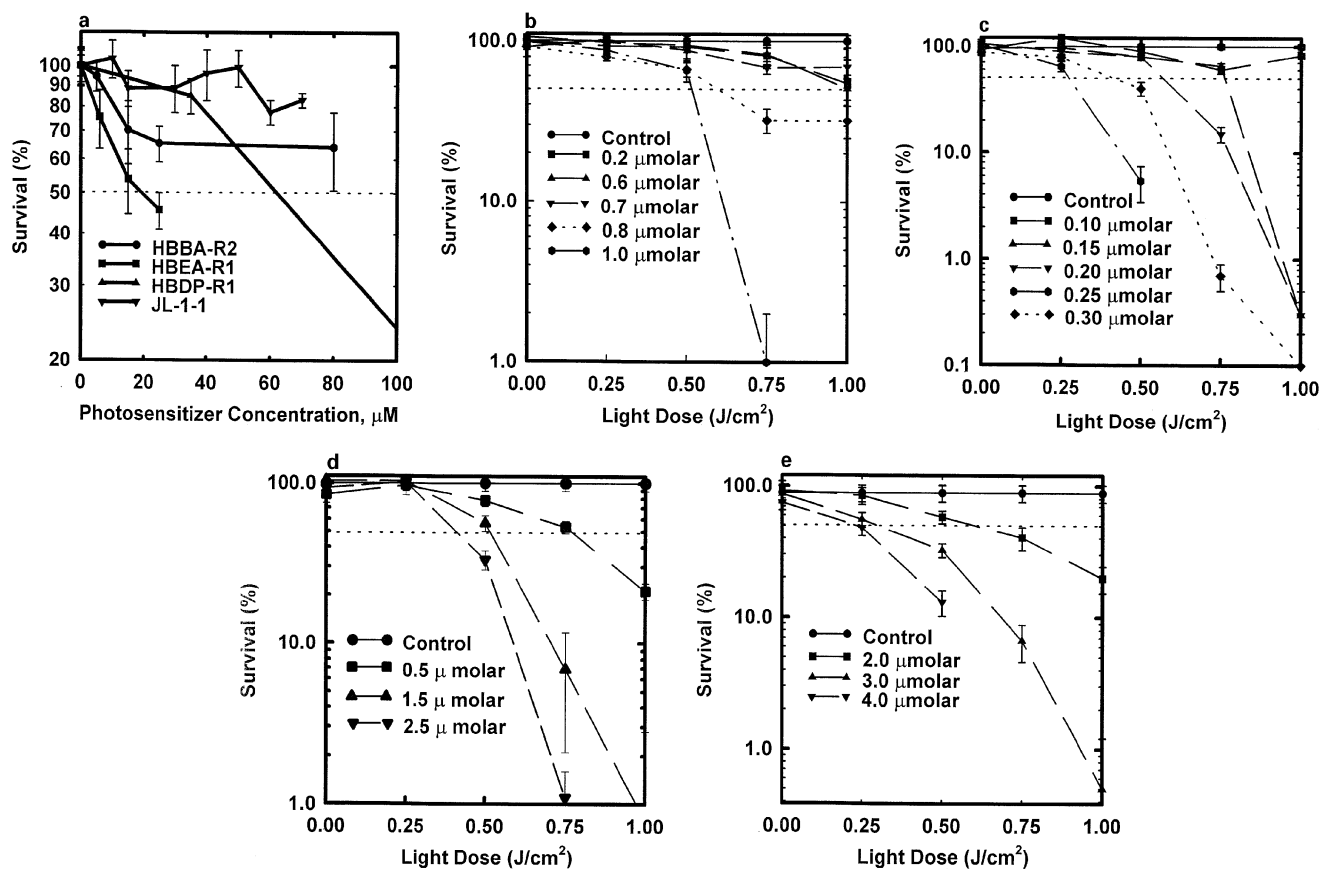 a
Survival (%)
100
90
80
70
60
50
40
30
20
HBBA-R2
HBEA-R1
HBDP-R1
JL-1-1
0 20 40 60 80 100
Photosensitizer Concentration, μM
b
Survival (%)
100.0
10.0
1.0
Control
0.2 μmolar
0.6 μmolar
0.7 μmolar
0.8 μmolar
1.0 μmolar
0.00 0.25 0.50 0.75 1.00
Light Dose (J/cm²)
c
Survival (%)
100.0
10.0
1.0
0.1
Control
0.10 μmolar
0.15 μmolar
0.20 μmolar
0.25 μmolar
0.30 μmolar
0.00 0.25 0.50 0.75 1.00
Light Dose (J/cm²)
d
Survival (%)
100.0
10.0
1.0
Control
0.5 μ molar
1.5 μ molar
2.5 μ molar
0.00 0.25 0.50 0.75 1.00
Light Dose (J/cm²)
e
Survival (%)
100.0
10.0
1.0
Control
2.0 μmolar
3.0 μmolar
4.0 μmolar
0.00 0.25 0.50 0.75 1.00
Light Dose (J/cm²)